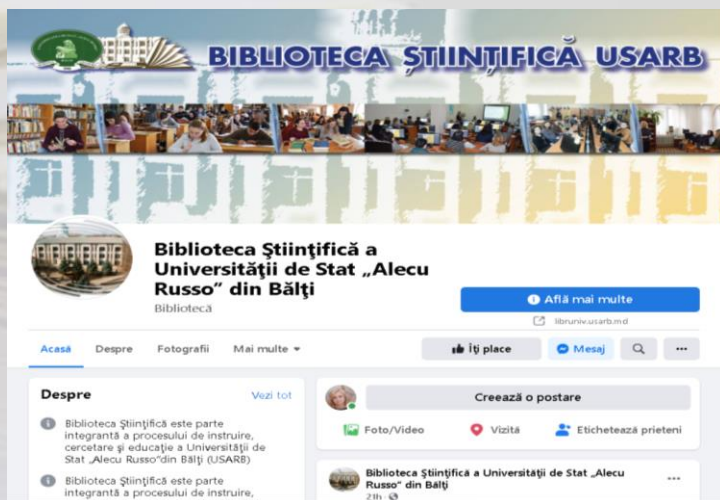 BIBLIOTECA ȘTIINȚIFICĂ USARB
Biblioteca Ştiinţifică a
Universităţii de Stat „Alecu
Russo“ din Bălţi
Bibliotecă
Află mai multe
libruniv.usarb.md
Acasă Despre Fotografii Mai multe
Îţi place Mesaj
Despre Vezi tot
Biblioteca Ştiinţifică este parte
integrantă a procesului de instruire,
cercetare şi educaţie a Universităţii de
Stat „Alecu Russo“din Bălţi (USARB)
Biblioteca Ştiinţifică este parte
integrantă a procesului de instruire,
Creează o postare
Foto/Video Vizită Etichetează prieteni
Biblioteca Ştiinţifică a Universităţii de Stat „Alecu
Russo“ din Bălţi
21h